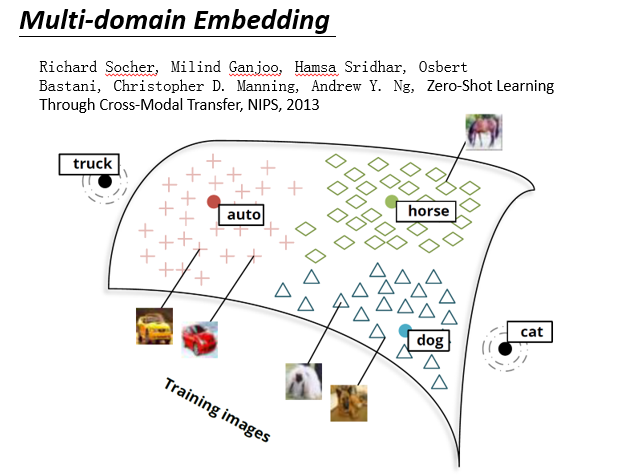 Multi-domain Embedding
Richard Socher, Milind Ganjoo, Hamsa Sridhar, Osbert
Bastani, Christopher D. Manning, Andrew Y. Ng, Zero-Shot Learning
Through Cross-Modal Transfer, NIPS, 2013
truck
auto
horse
cat
dog
Training images